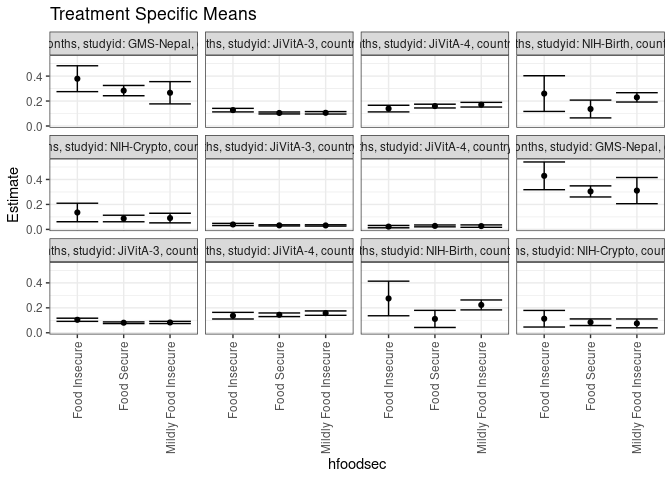 Treatment Specific Means
onths, studyid: GMS-Nepal,
ths, studyid: JiVitA-3, countr
ths, studyid: JiVitA-4, countr
ths, studyid: NIH-Birth, count
0.4
0.2
0.0
ns, studyid: NIH-Crypto, coun
ths, studyid: JiVitA-3, country
ths, studyid: JiVitA-4, country
onths, studyid: GMS-Nepal,
0.4
0.2
0.0
ths, studyid: JiVitA-3, countr
ths, studyid: JiVitA-4, countr
ths, studyid: NIH-Birth, count
ns, studyid: NIH-Crypto, coun
0.4
0.2
0.0
Estimate
Food Insecure
Food Secure
Mildly Food Insecure
Food Insecure
Food Secure
Mildly Food Insecure
Food Insecure
Food Secure
Mildly Food Insecure
Food Insecure
Food Secure
Mildly Food Insecure
hfoodsec